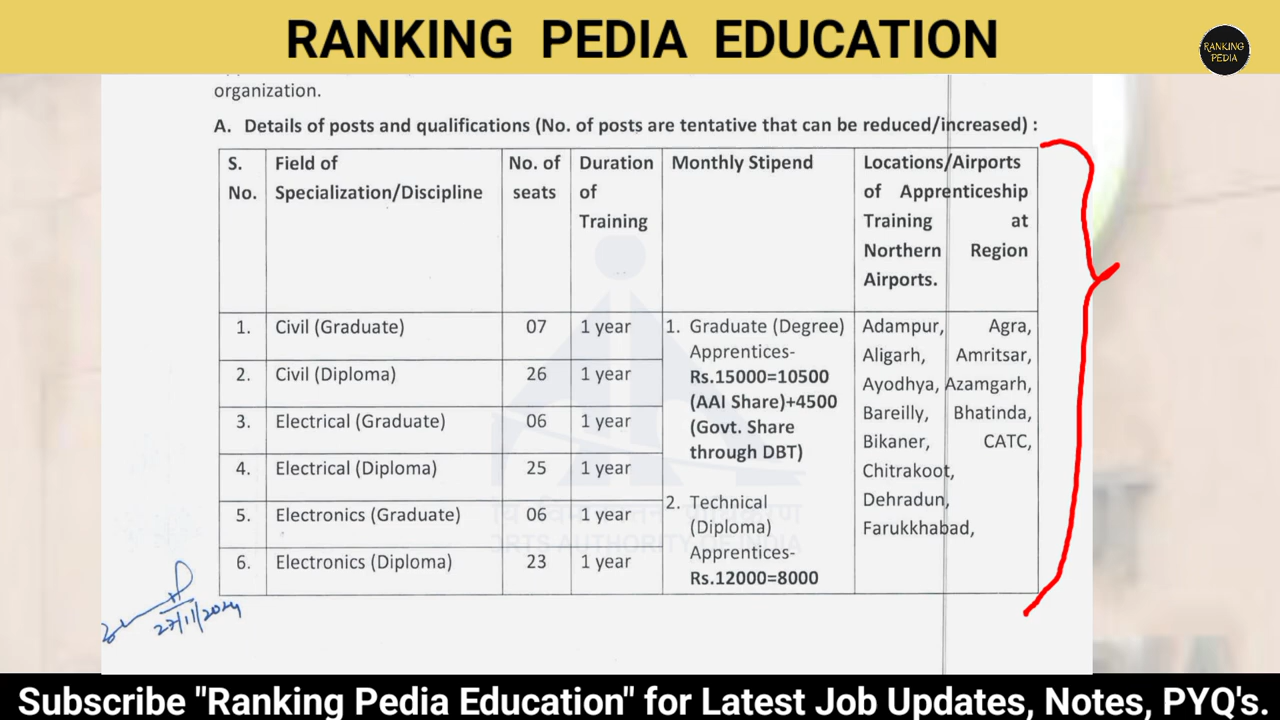 RANKING PEDIA EDUCATION
RANKING
PEDIA
organization.
A. Details of posts and qualifications (No. of posts are tentative that can be reduced/increased) :
S. No. Field of Specialization/Discipline No. of seats Duration of Training Monthly Stipend Locations/Airports of Apprenticeship Training at Northern Region Airports.
1. Civil (Graduate) 07 1 year
2. Civil (Diploma) 26 1 year
3. Electrical (Graduate) 06 1 year
4. Electrical (Diploma) 25 1 year
5. Electronics (Graduate) 06 1 year
6. Electronics (Diploma) 23 1 year
1. Graduate (Degree)
Apprentices-
Rs.15000=10500
(AAI Share)+4500
(Govt. Share
through DBT)
2. Technical
(Diploma)
Apprentices-
Rs.12000=8000
Adampur, Agra,
Aligarh, Amritsar,
Ayodhya, Azamgarh,
Bareilly, Bhatinda,
Bikaner, CATC,
Chitrakoot,
Dehradun,
Farukkhabad,
ORTS AUTHORITY OF INDIA
27/11/2024
Subscribe "Ranking Pedia Education" for Latest Job Updates, Notes, PYQ's.